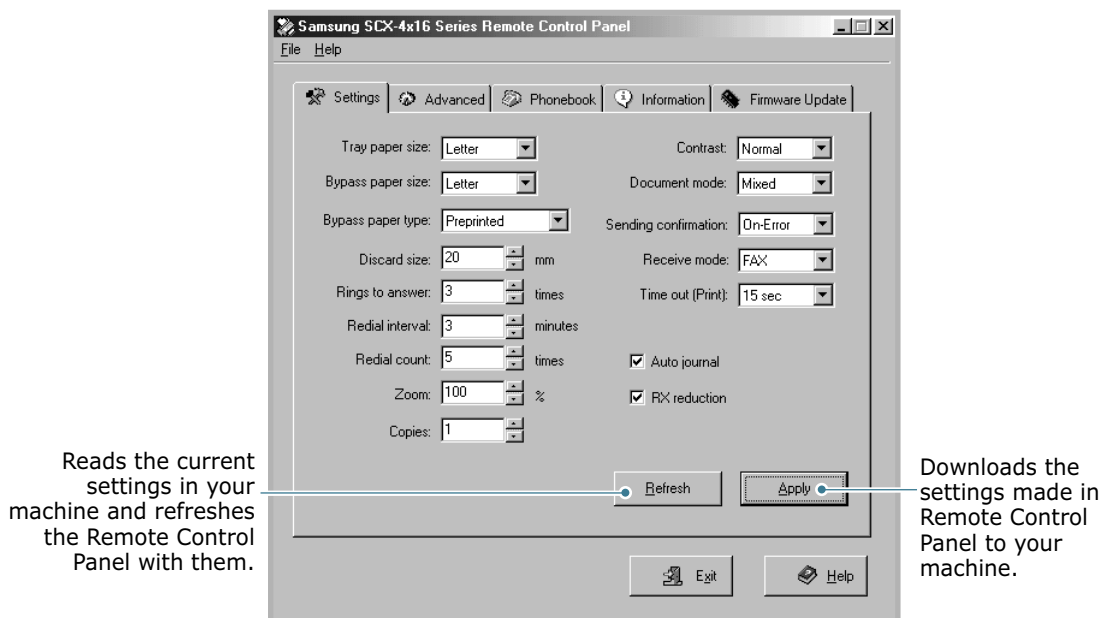 Samsung SCX-4x16 Series Remote Control Panel
File Help
Settings Advanced Phonebook Information Firmware Update
Tray paper size: Letter
Bypass paper size: Letter
Bypass paper type: Preprinted
Discard size: 20 mm
Rings to answer: 3 times
Redial interval: 3 minutes
Redial count: 5 times
Zoom: 100 %
Copies: 1
Contrast: Normal
Document mode: Mixed
Sending confirmation: On-Error
Receive mode: FAX
Time out (Print): 15 sec
Auto journal
RX reduction
Refresh Apply
Exit Help
Reads the current
settings in your
machine and refreshes
the Remote Control
Panel with them.
Downloads the
settings made in
Remote Control
Panel to your
machine.